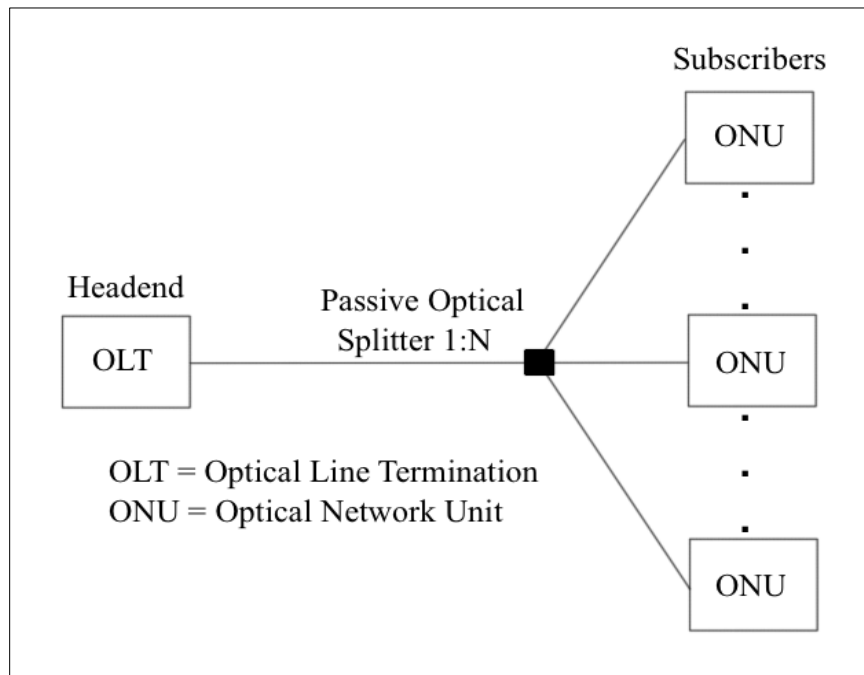 Subscribers
ONU
Headend
OLT
Passive Optical
Splitter 1:N
ONU
OLT = Optical Line Termination
ONU = Optical Network Unit
ONU